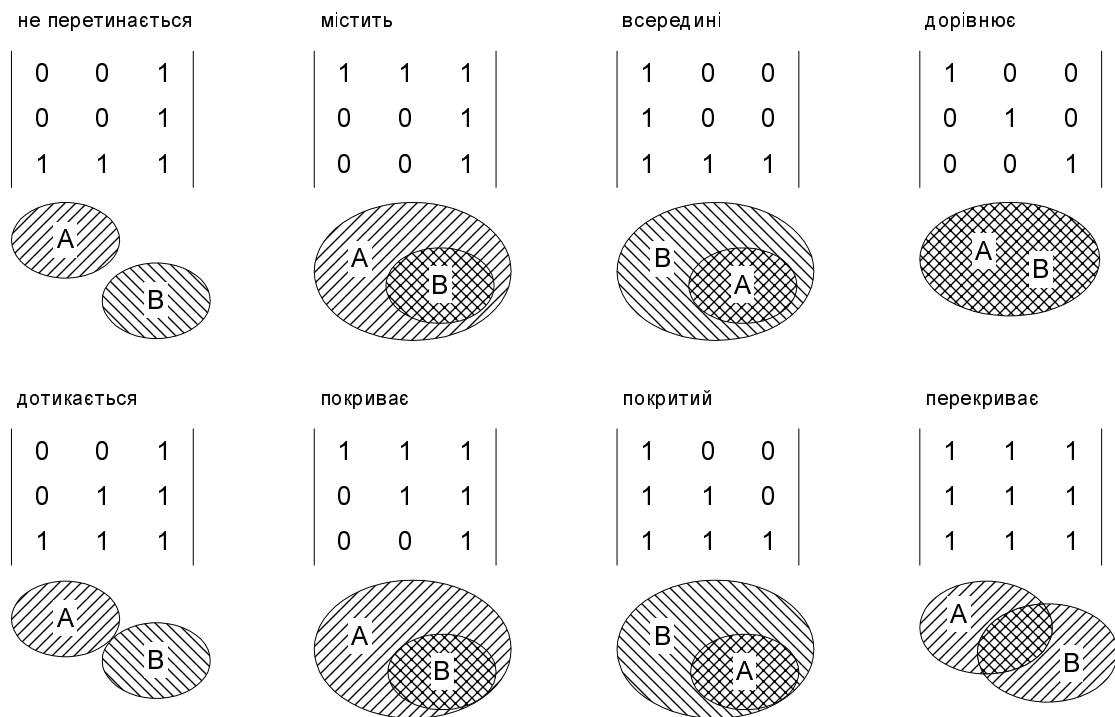 не перетинається
0 0 1
0 0 1
1 1 1
A
B
містить
1 1 1
0 0 1
0 0 1
A
B
всередині
1 0 0
1 0 0
1 1 1
B
A
дорівнює
1 0 0
0 1 0
0 0 1
A
B
дотикається
0 0 1
0 1 1
1 1 1
A
B
покриває
1 1 1
0 1 1
0 0 1
A
B
покритий
1 0 0
1 1 0
1 1 1
B
A
перекриває
1 1 1
1 1 1
1 1 1
A
B